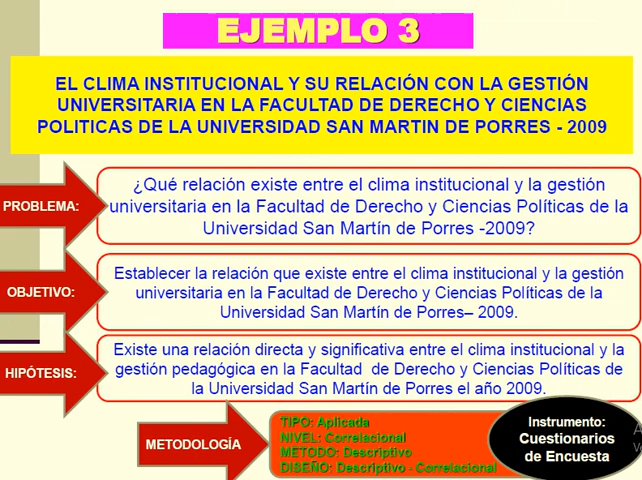 EJEMPLO 3
EL CLIMA INSTITUCIONAL Y SU RELACIÓN CON LA GESTIÓN
UNIVERSITARIA EN LA FACULTAD DE DERECHO Y CIENCIAS
POLITICAS DE LA UNIVERSIDAD SAN MARTIN DE PORRES - 2009
PROBLEMA:
¿Qué relación existe entre el clima institucional y la gestión
universitaria en la Facultad de Derecho y Ciencias Políticas de la
Universidad San Martín de Porres -2009?
OBJETIVO:
Establecer la relación que existe entre el clima institucional y la gestión
universitaria en la Facultad de Derecho y Ciencias Políticas de la
Universidad San Martín de Porres– 2009.
HIPÓTESIS:
Existe una relación directa y significativa entre el clima institucional y la
gestión pedagógica en la Facultad de Derecho y Ciencias Políticas de
la Universidad San Martín de Porres el año 2009.
METODOLOGÍA
TIPO: Aplicada
NIVEL: Correlacional
METODO: Descriptivo
DISEÑO: Descriptivo - Correlacional
Instrumento:
Cuestionarios
de Encuesta